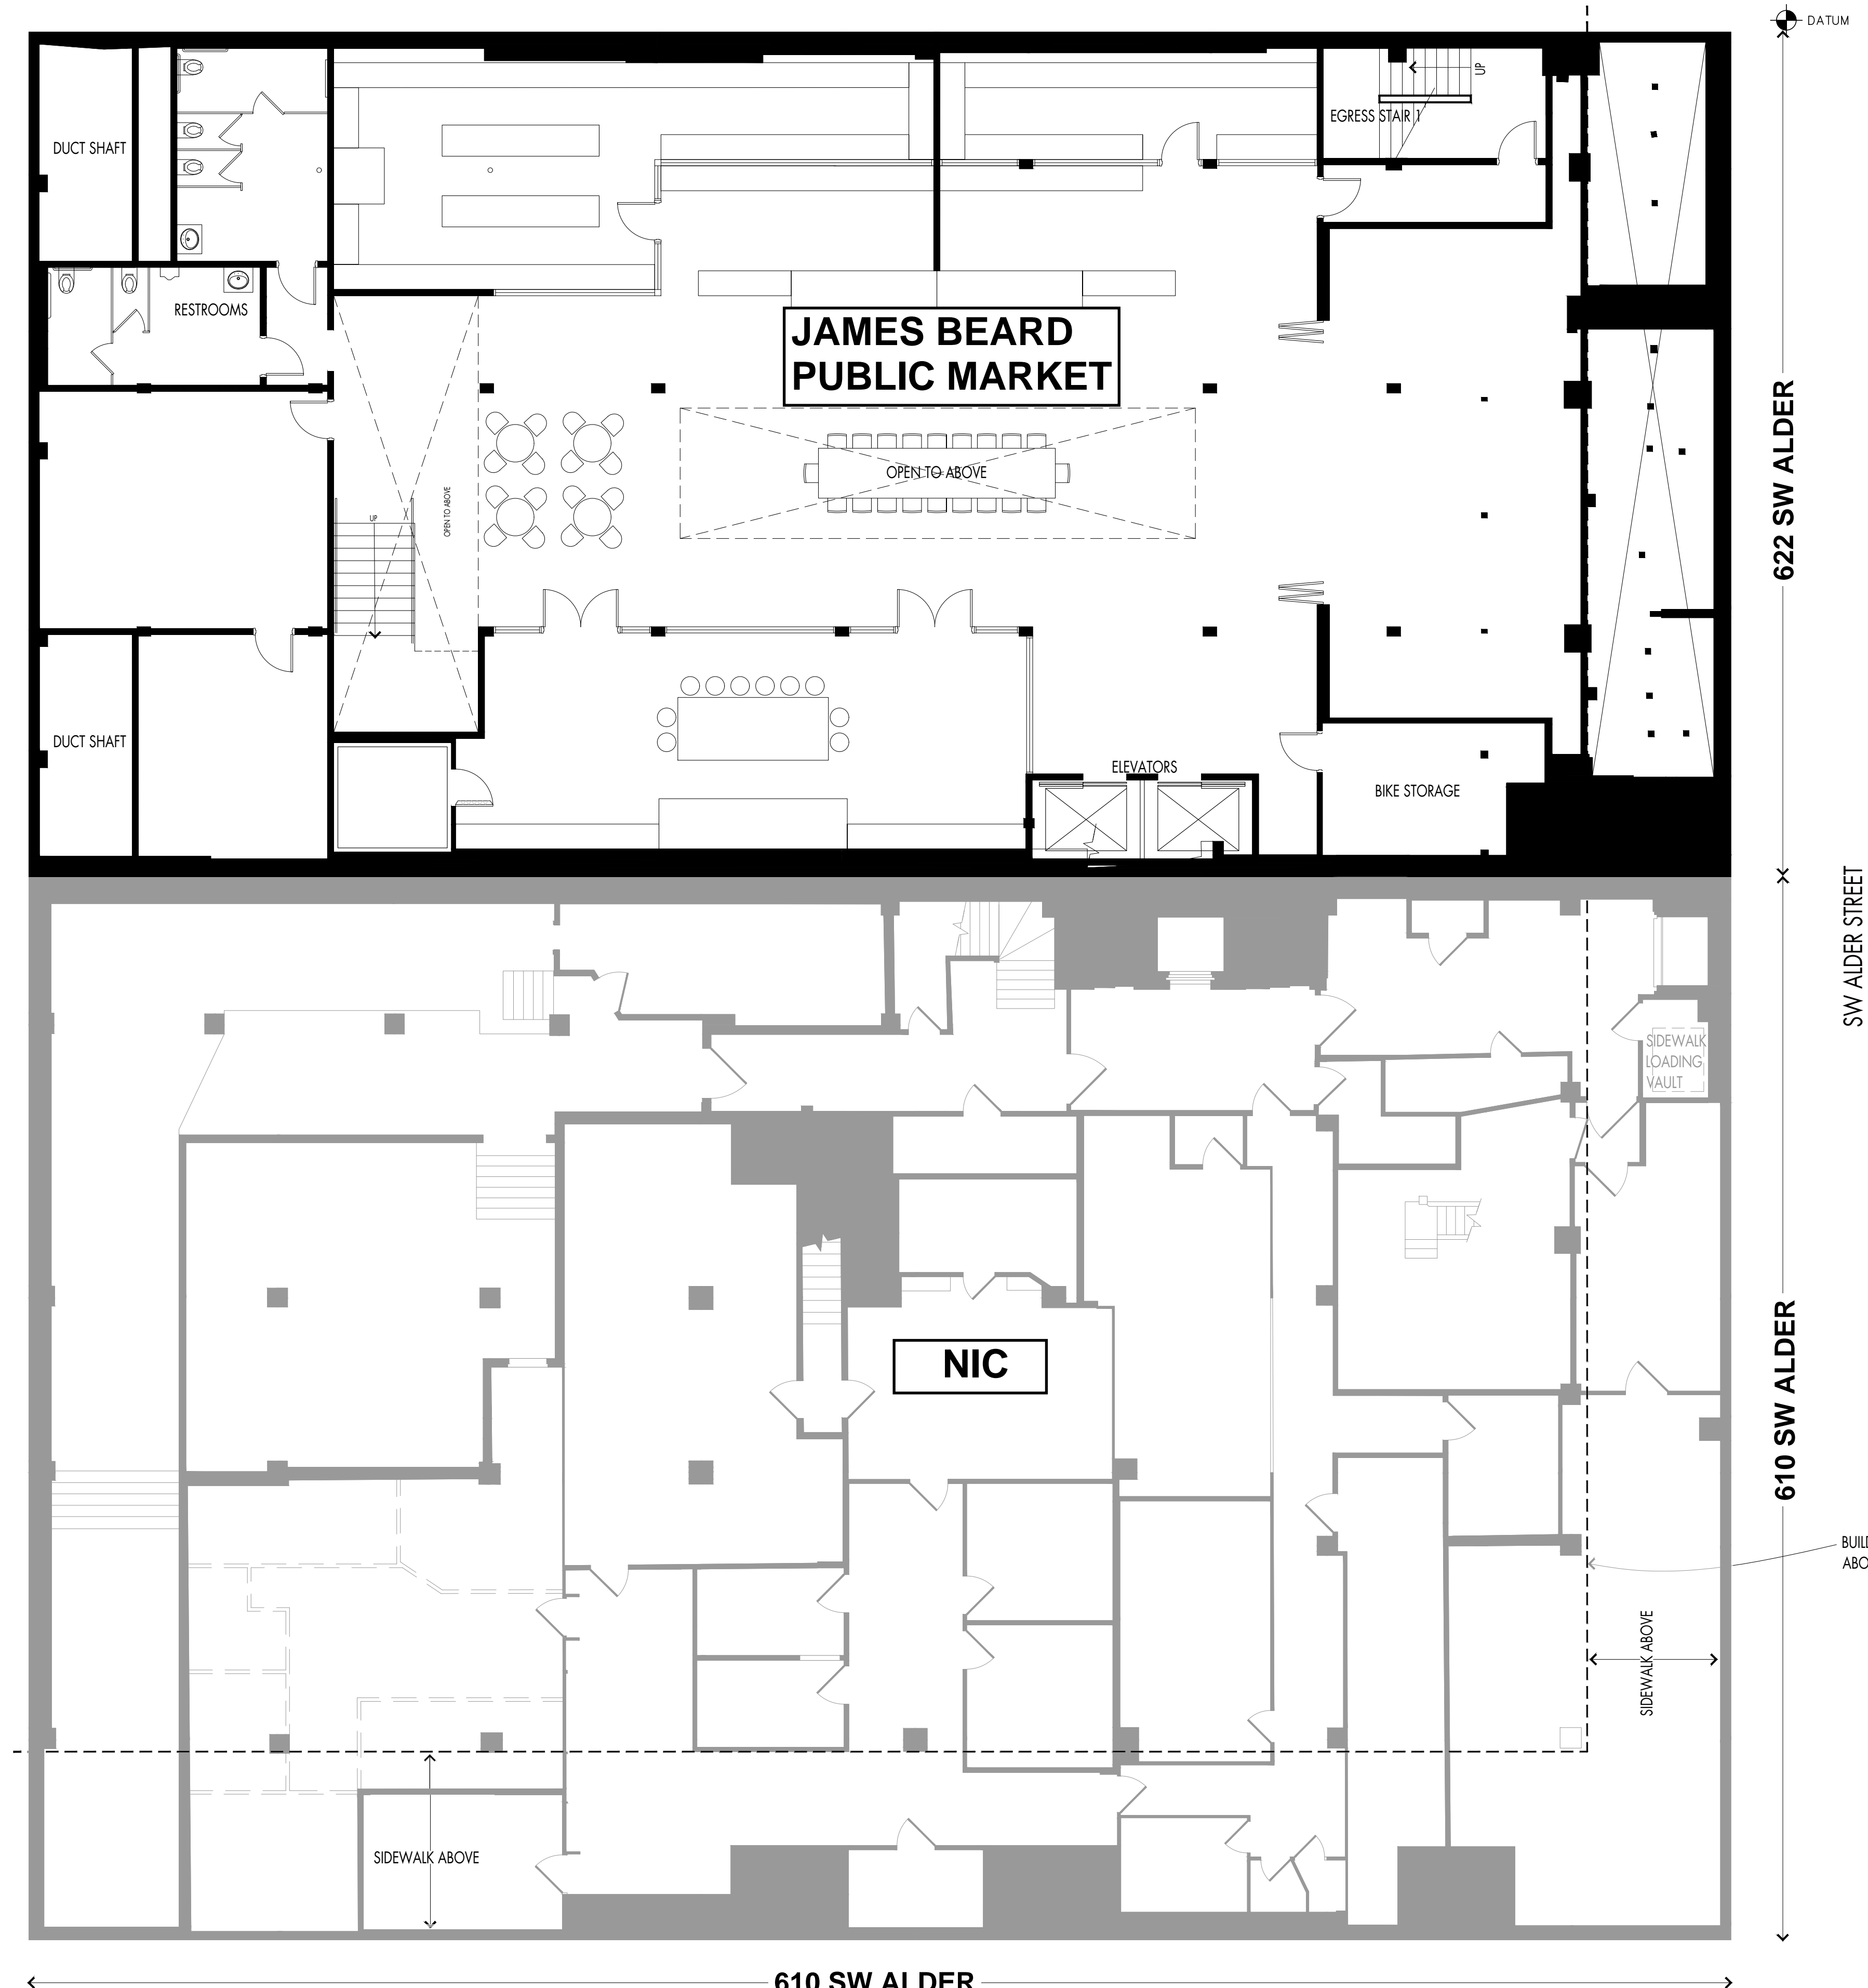 DATUM
UP
EGRESS STAIR 1
DUCT SHAFT
RESTROOMS
JAMES BEARD
PUBLIC MARKET
622 SW ALDER
OPEN TO ABOVE
OPEN TO ABOVE
UP
DUCT SHAFT
ELEVATORS
BIKE STORAGE
SW ALDER STREET
SIDEWALK
LOADING
VAULT
NIC
610 SW ALDER
SIDEWALK ABOVE
SIDEWALK ABOVE
610 SW ALDER